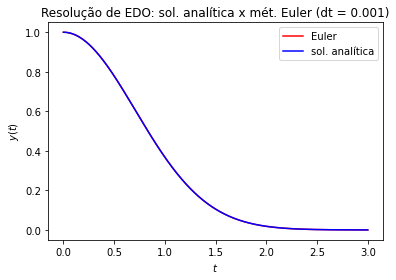 Resolução de EDO: sol. analítica x mét. Euler (dt = 0.001)
Euler
sol. analítica
y(t)
1.0
0.8
0.6
0.4
0.2
0.0
0.0 0.5 1.0 1.5 2.0 2.5 3.0
t